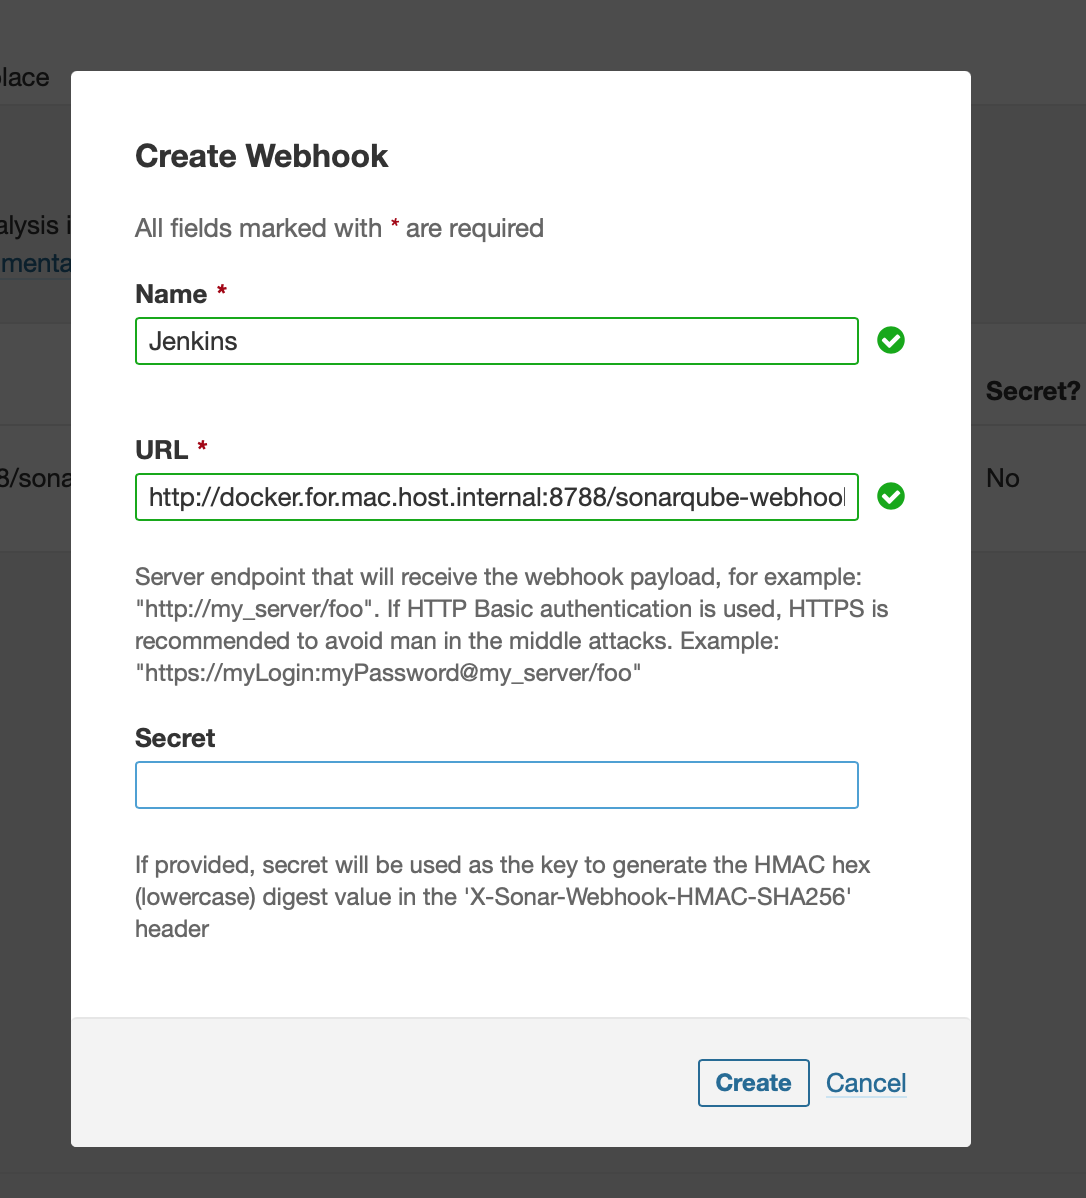 lace
Create Webhook
alysis i
All fields marked with * are required
menta
Name *
Jenkins
Secret?
URL *
8/sona
No
http://docker.for.mac.host.internal:8788/sonarqube-webhook
Server endpoint that will receive the webhook payload, for example:
"http://my_server/foo". If HTTP Basic authentication is used, HTTPS is
recommended to avoid man in the middle attacks. Example:
"https://myLogin:myPassword@my_server/foo"
Secret
If provided, secret will be used as the key to generate the HMAC hex
(lowercase) digest value in the 'X-Sonar-Webhook-HMAC-SHA256'
header
Create
Cancel